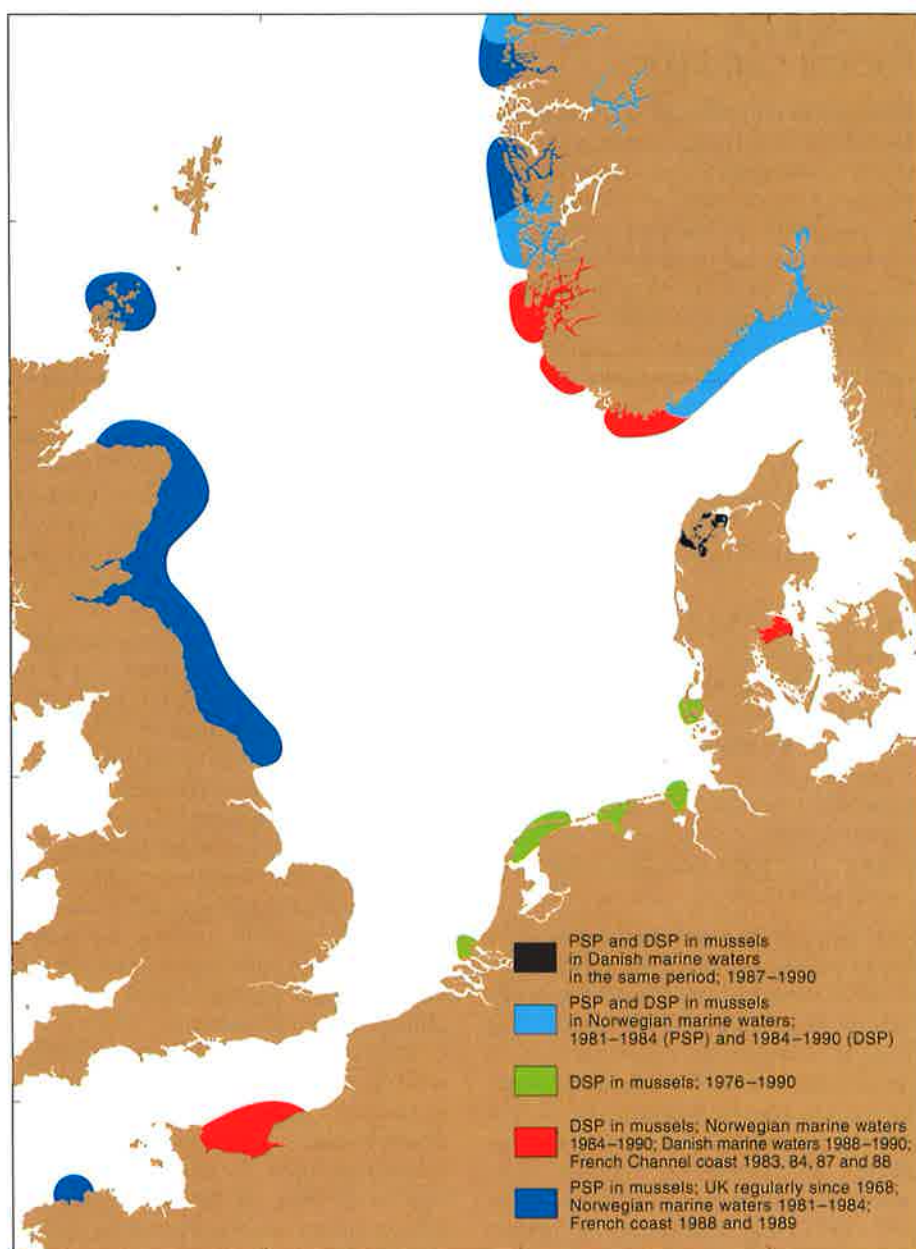 PSP and DSP in mussels
in Danish marine waters
in the same period; 1987–1990
PSP and DSP in mussels
in Norwegian marine waters;
1981–1984 (PSP) and 1984–1990 (DSP)
DSP in mussels; 1976–1990
DSP in mussels; Norwegian marine waters
1984–1990; Danish marine waters 1988–1990;
French Channel coast 1983, 84, 87 and 88
PSP in mussels; UK regularly since 1968;
Norwegian marine waters 1981–1984;
French coast 1988 and 1989